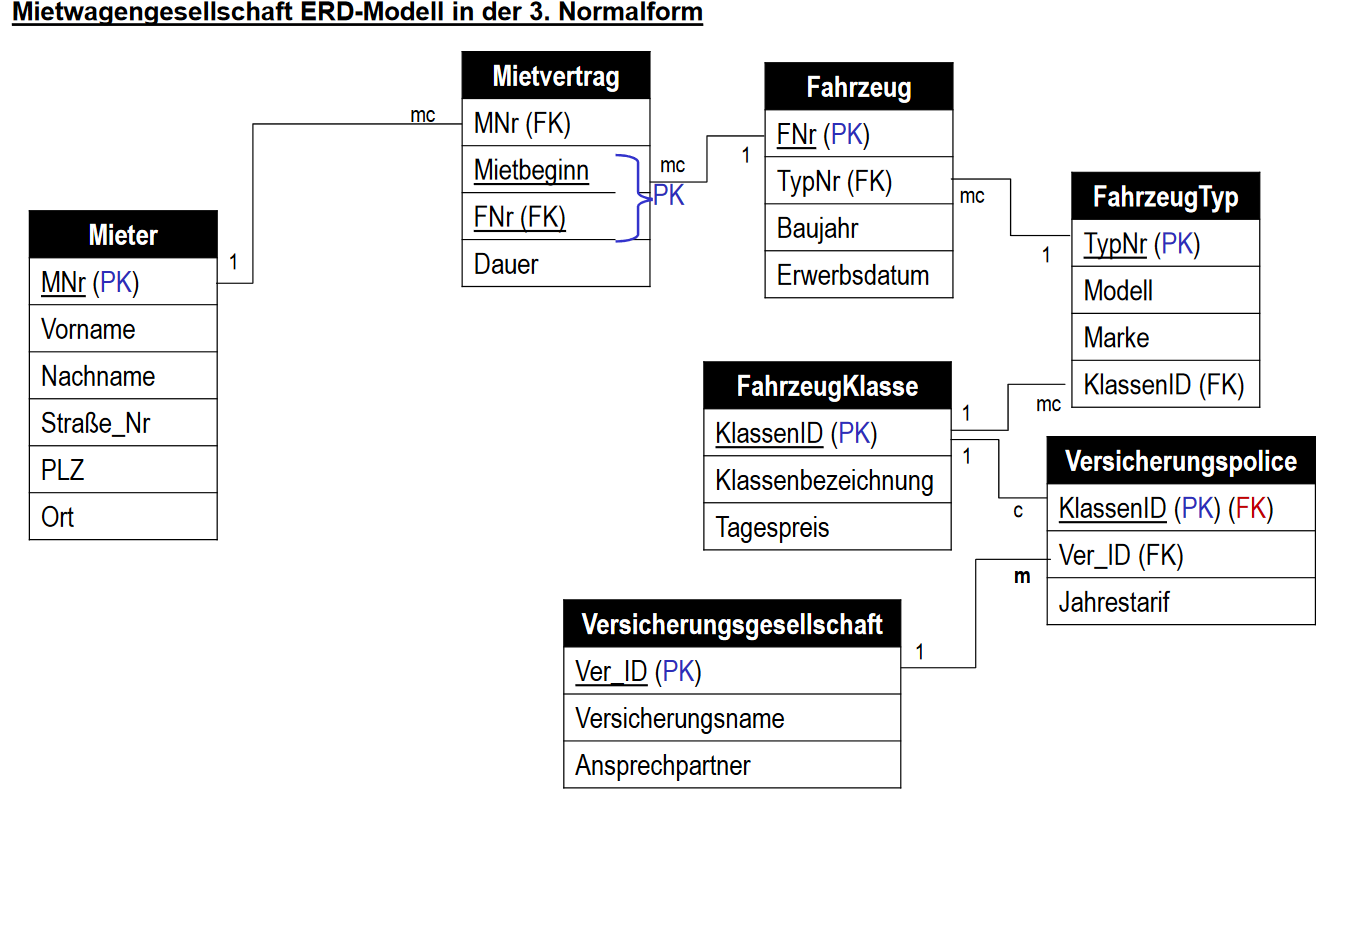 Mietwagengesellschaft ERD-Modell in der 3. Normalform
Mieter
MNr (PK)
Vorname
Nachname
Straße_Nr
PLZ
Ort
1
mc
Mietvertrag
MNr (FK)
Mietbeginn
FNr (FK)
Dauer
PK
mc
1
Fahrzeug
FNr (PK)
TypNr (FK)
Baujahr
Erwerbsdatum
mc
1
FahrzeugTyp
TypNr (PK)
Modell
Marke
KlassenID (FK)
mc
1
FahrzeugKlasse
KlassenID (PK)
Klassenbezeichnung
Tagespreis
1
c
Versicherungspolice
KlassenID (PK) (FK)
Ver_ID (FK)
Jahrestarif
m
1
Versicherungsgesellschaft
Ver_ID (PK)
Versicherungsname
Ansprechpartner